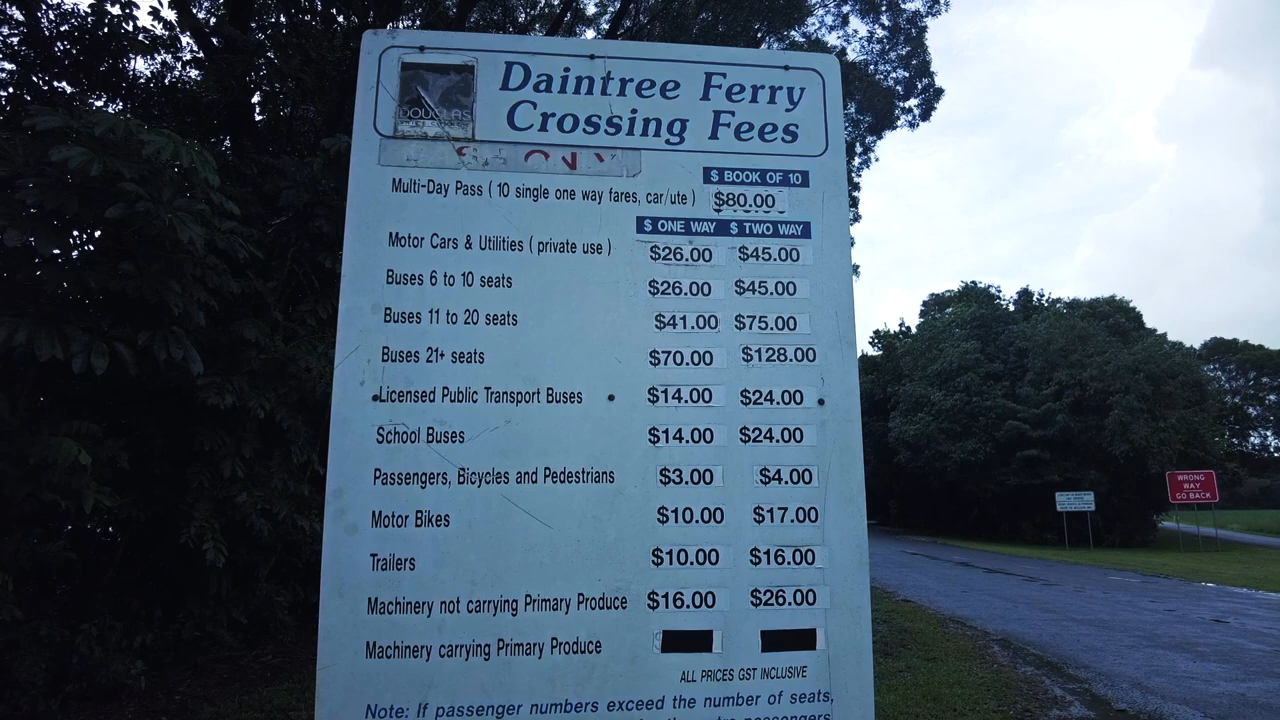 Daintree Ferry
Crossing Fees
DOUGLAS
$ BOOK OF 10
Multi-Day Pass ( 10 single one way fares, car/ute ) $80.00
$ ONE WAY $ TWO WAY
Motor Cars & Utilities ( private use ) $26.00 $45.00
Buses 6 to 10 seats $26.00 $45.00
Buses 11 to 20 seats $41.00 $75.00
Buses 21+ seats $70.00 $128.00
Licensed Public Transport Buses $14.00 $24.00
School Buses $14.00 $24.00
Passengers, Bicycles and Pedestrians $3.00 $4.00
Motor Bikes $10.00 $17.00
Trailers $10.00 $16.00
Machinery not carrying Primary Produce $16.00 $26.00
Machinery carrying Primary Produce
ALL PRICES GST INCLUSIVE
Note: If passenger numbers exceed the number of seats,
passengers
WRONG
WAY
GO BACK